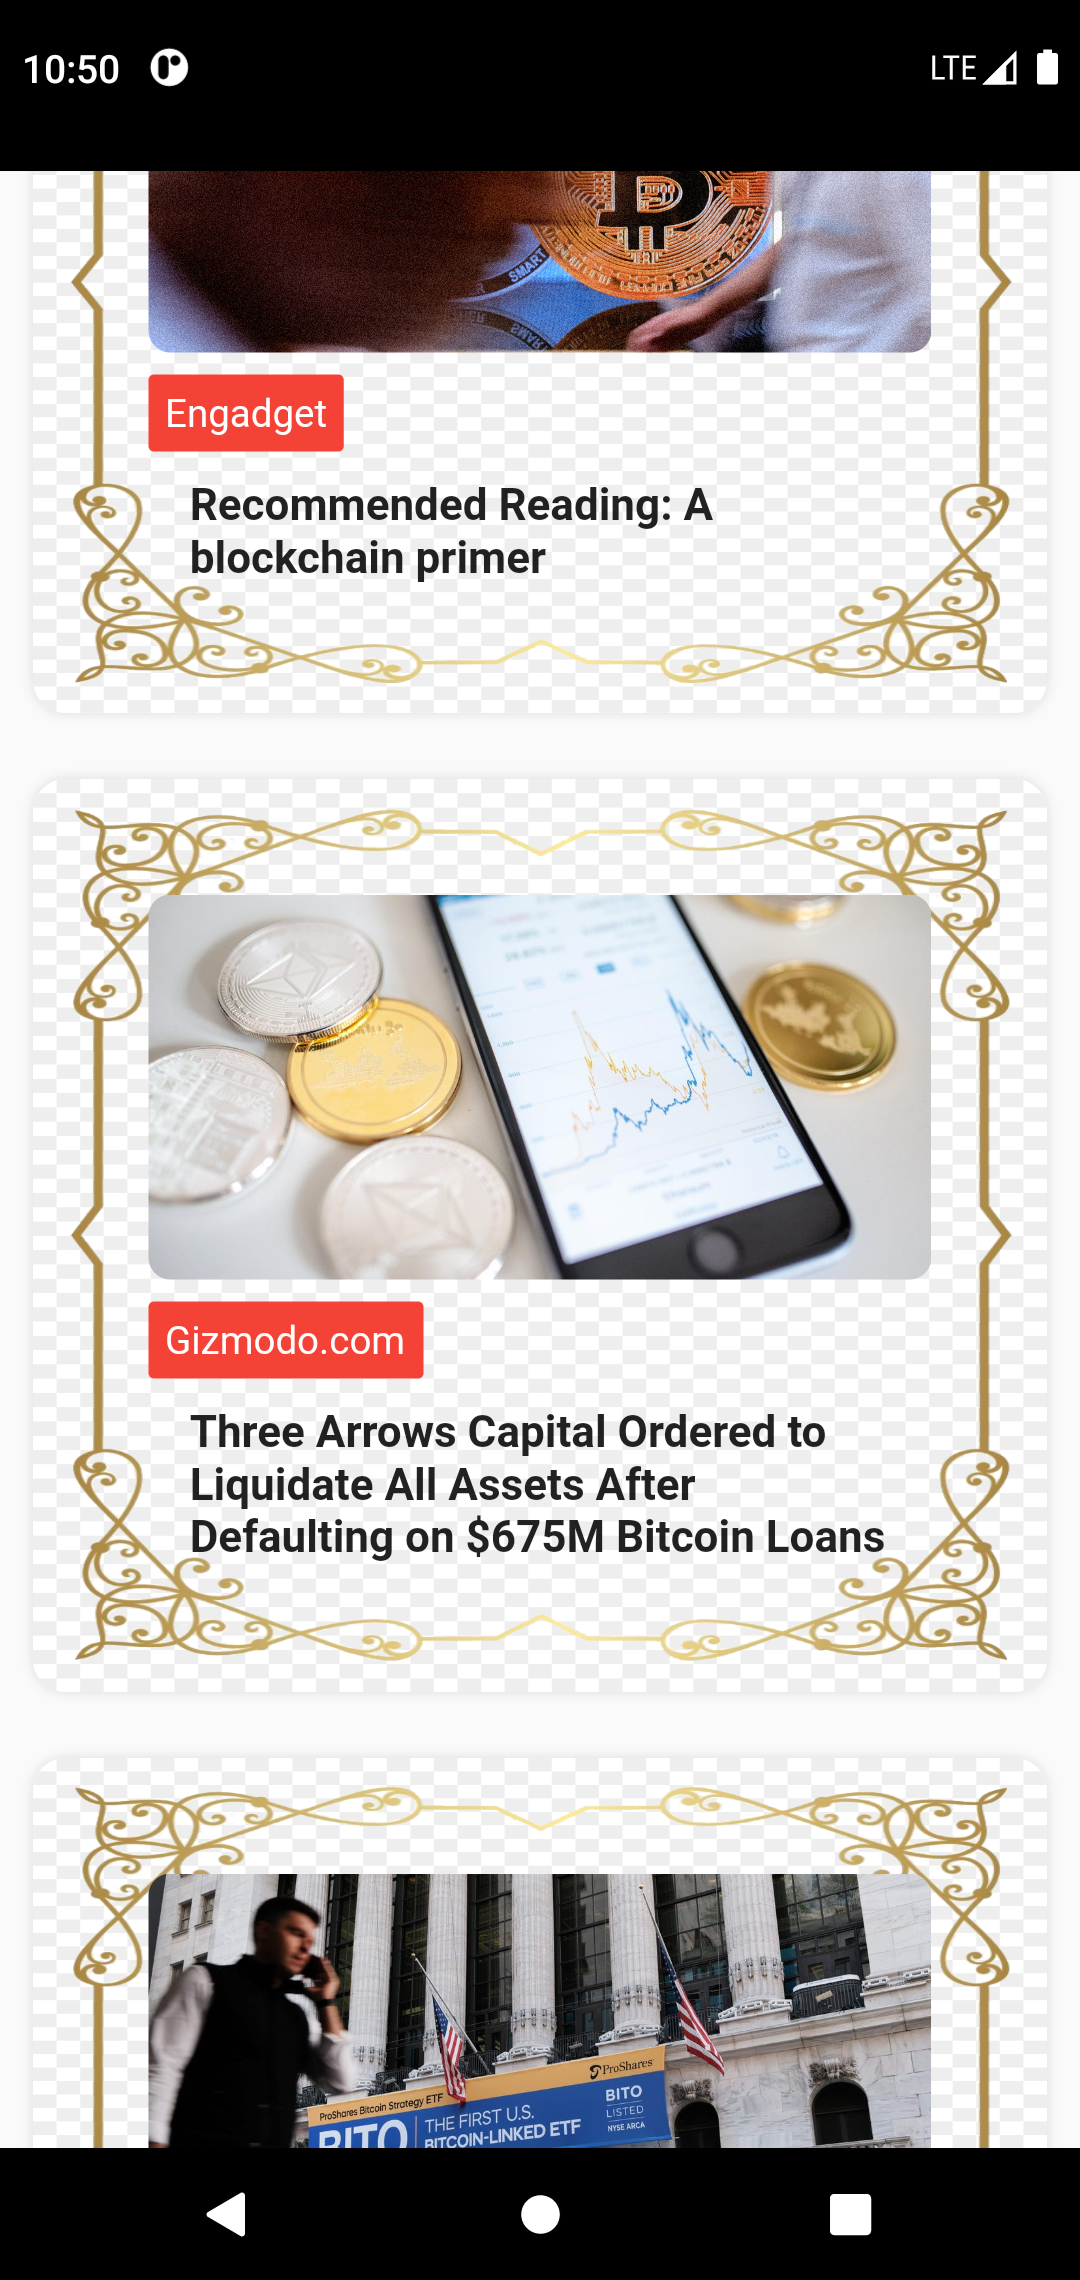 10:50
LTE
SMART
Engadget
Recommended Reading: A
blockchain primer
Gizmodo.com
Three Arrows Capital Ordered to
Liquidate All Assets After
Defaulting on $675M Bitcoin Loans
ProShares
ProShares Bitcoin Strategy ETF
BITO
THE FIRST U.S.
BITCOIN-LINKED ETF
BITO
LISTED
NYSE ARCA